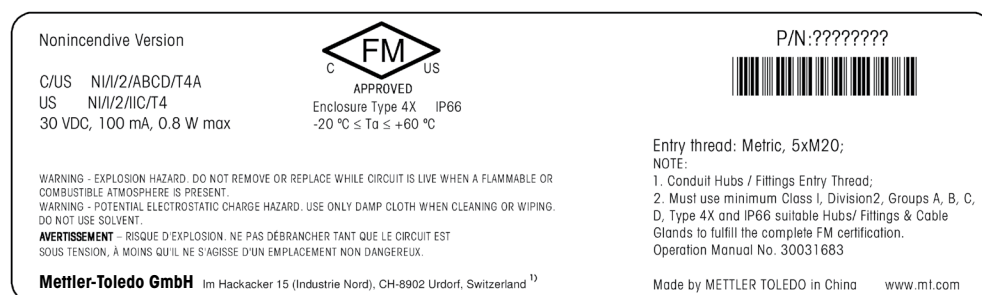 Nonincendive Version
C/US NI/I/2/ABCD/T4A
US NI/I/2/IIC/T4
30 VDC, 100 mA, 0.8 W max
FM
C US
APPROVED
Enclosure Type 4X IP66
-20 ºC ≤ Ta ≤ +60 ºC
P/N:????????
WARNING - EXPLOSION HAZARD. DO NOT REMOVE OR REPLACE WHILE CIRCUIT IS LIVE WHEN A FLAMMABLE OR
COMBUSTIBLE ATMOSPHERE IS PRESENT.
WARNING - POTENTIAL ELECTROSTATIC CHARGE HAZARD. USE ONLY DAMP CLOTH WHEN CLEANING OR WIPING.
DO NOT USE SOLVENT.
AVERTISSEMENT – RISQUE D'EXPLOSION. NE PAS DÉBRANCHER TANT QUE LE CIRCUIT EST
SOUS TENSION, À MOINS QU'IL NE S'AGISSE D'UN EMPLACEMENT NON DANGEREUX.
Mettler-Toledo GmbH Im Hackacker 15 (Industrie Nord), CH-8902 Urdorf, Switzerland 1)
Entry thread: Metric, 5xM20;
NOTE:
1. Conduit Hubs / Fittings Entry Thread;
2. Must use minimum Class I, Division2, Groups A, B, C,
D, Type 4X and IP66 suitable Hubs/ Fittings & Cable
Glands to fulfill the complete FM certification.
Operation Manual No. 30031683
Made by METTLER TOLEDO in China www.mt.com